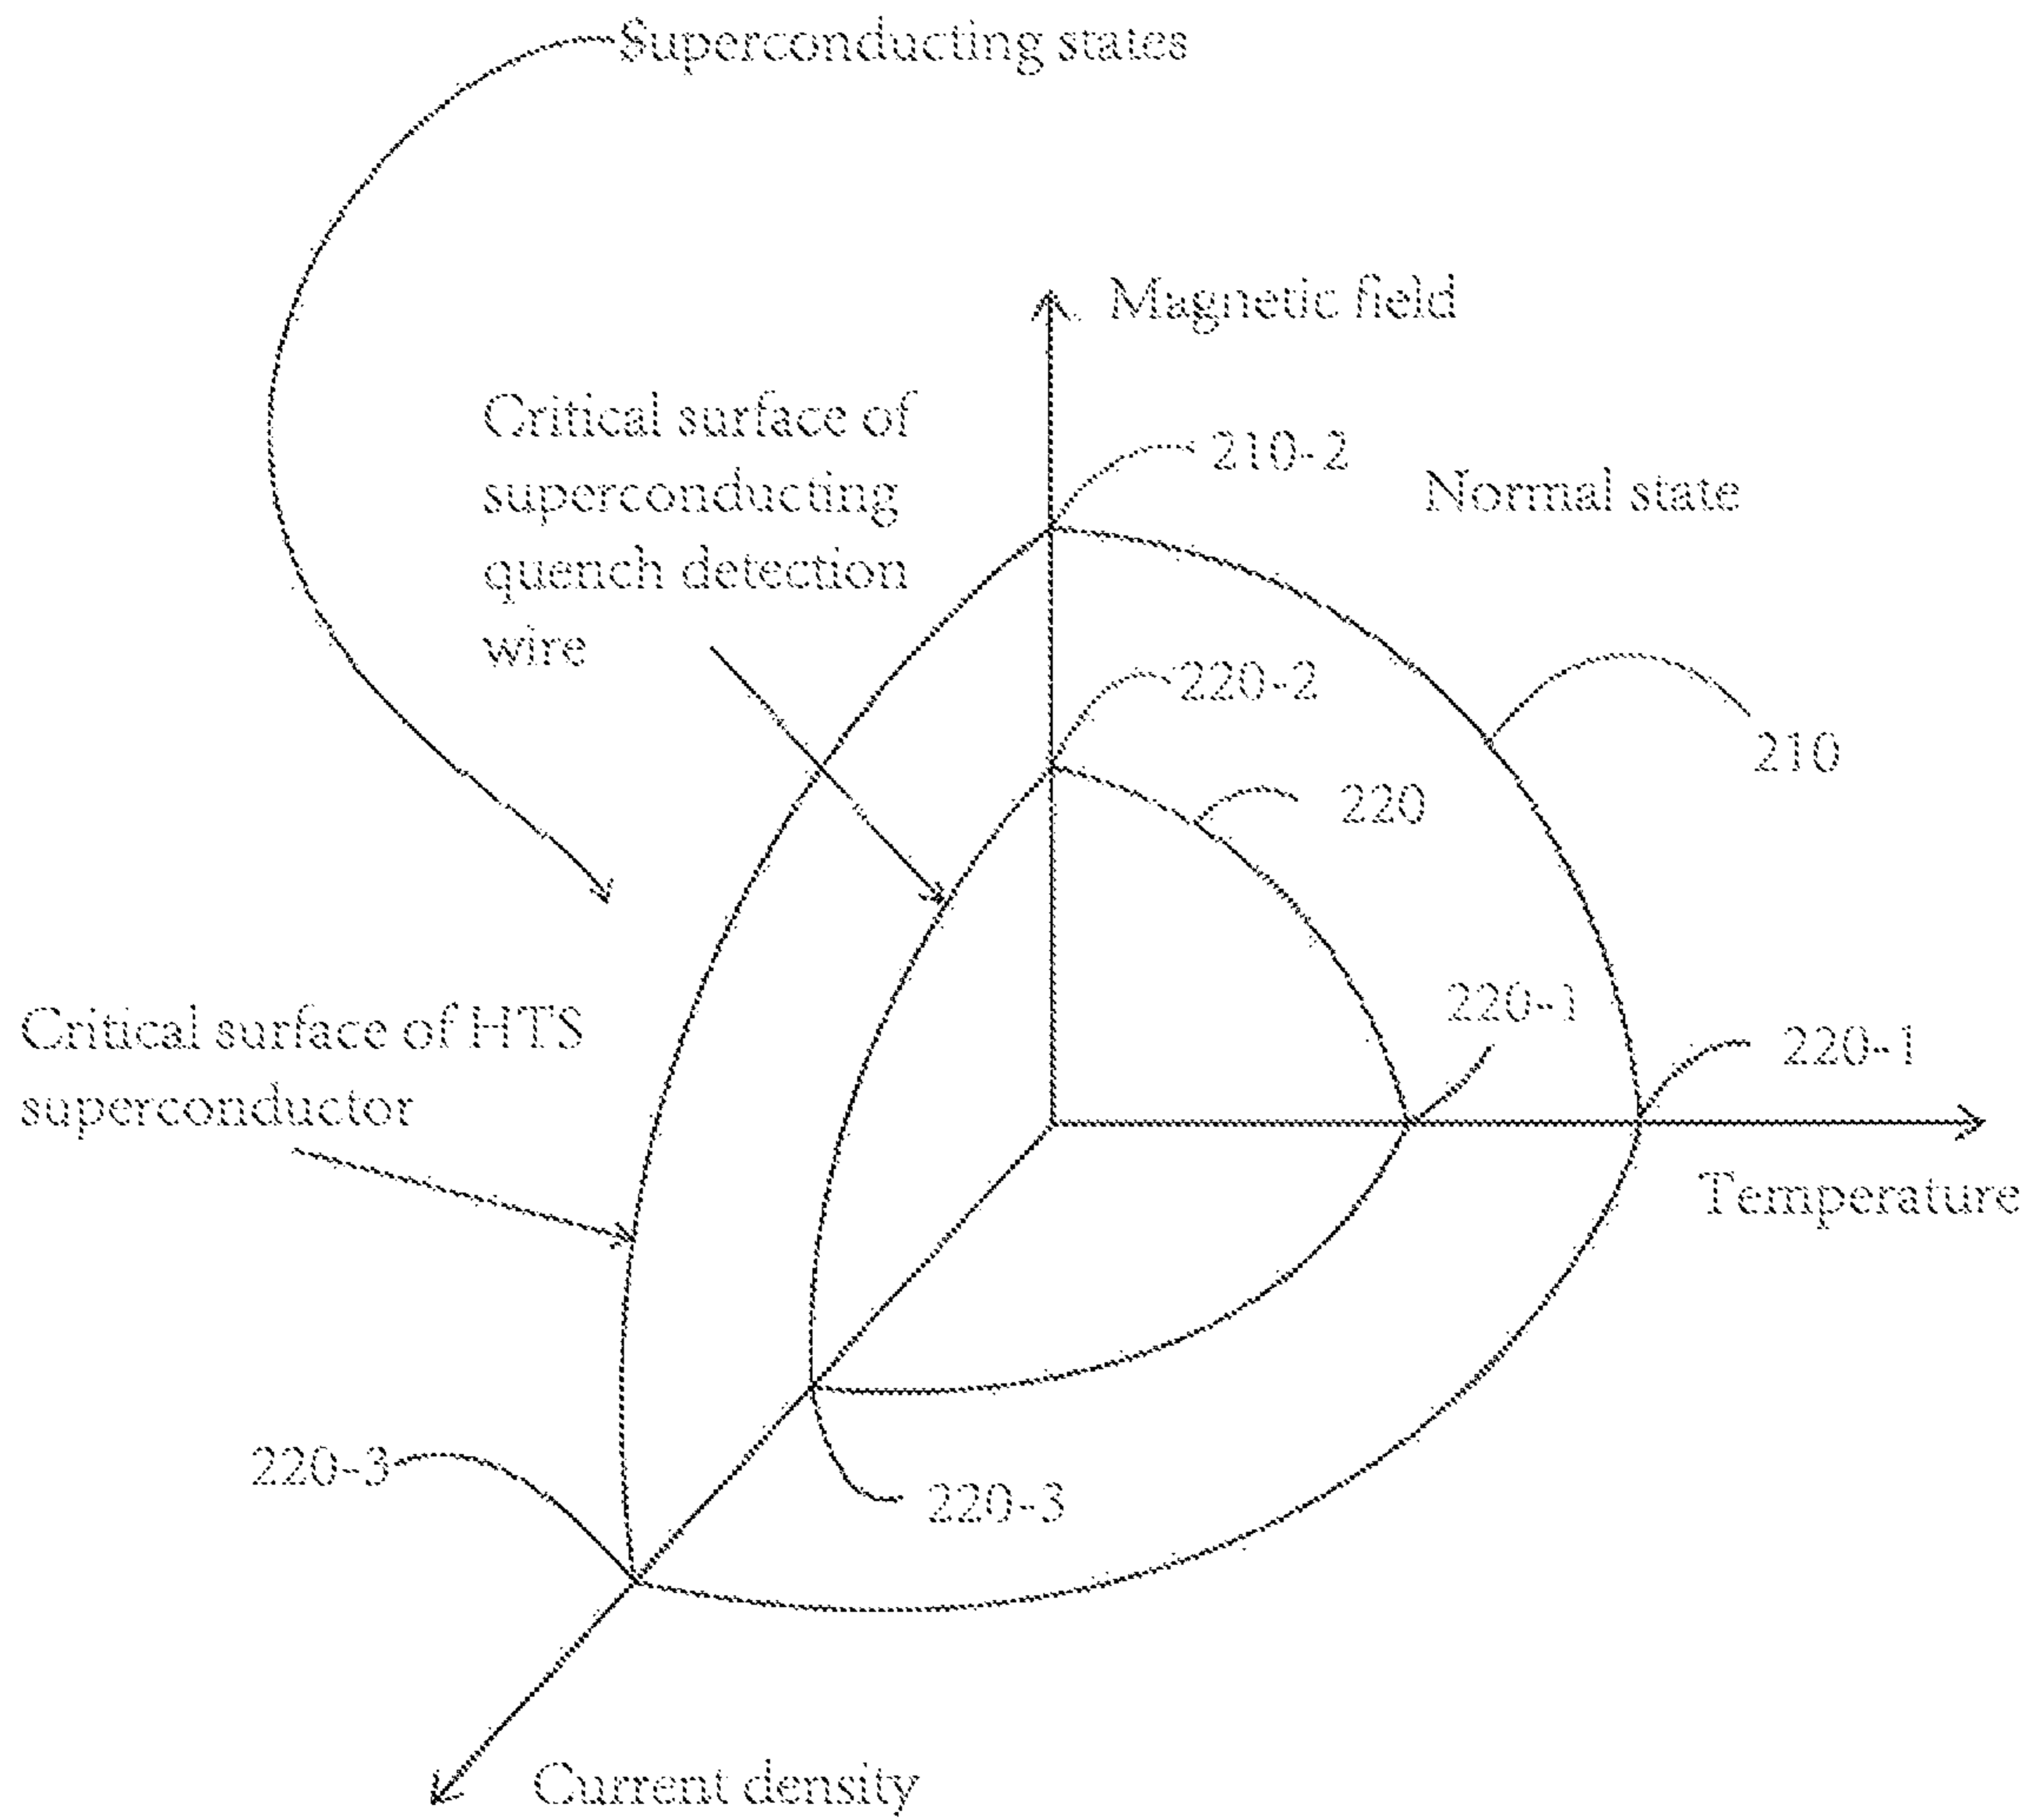 Superconducting states
Magnetic field
Critical surface of
superconducting
quench detection
wire
210-2
Normal state
220-2
210
220
220-1
220-1
Critical surface of HTS
superconductor
Temperature
220-3
220-3
Current density